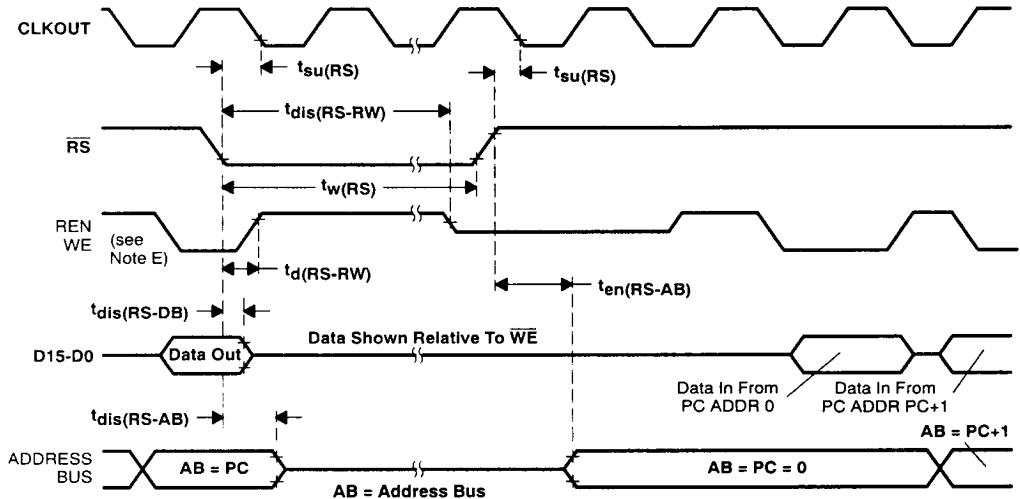 CLKOUT
tsu(RS)
tsu(RS)
tdis(RS-RW)
RS
tw(RS)
REN
WE
(see
Note E)
td(RS-RW)
ten(RS-AB)
tdis(RS-DB)
Data Shown Relative To WE
D15-D0
Data Out
Data In From
PC ADDR 0
Data In From
PC ADDR PC+1
tdis(RS-AB)
AB = PC+1
ADDRESS
BUS
AB = PC
AB = PC = 0
AB = Address Bus